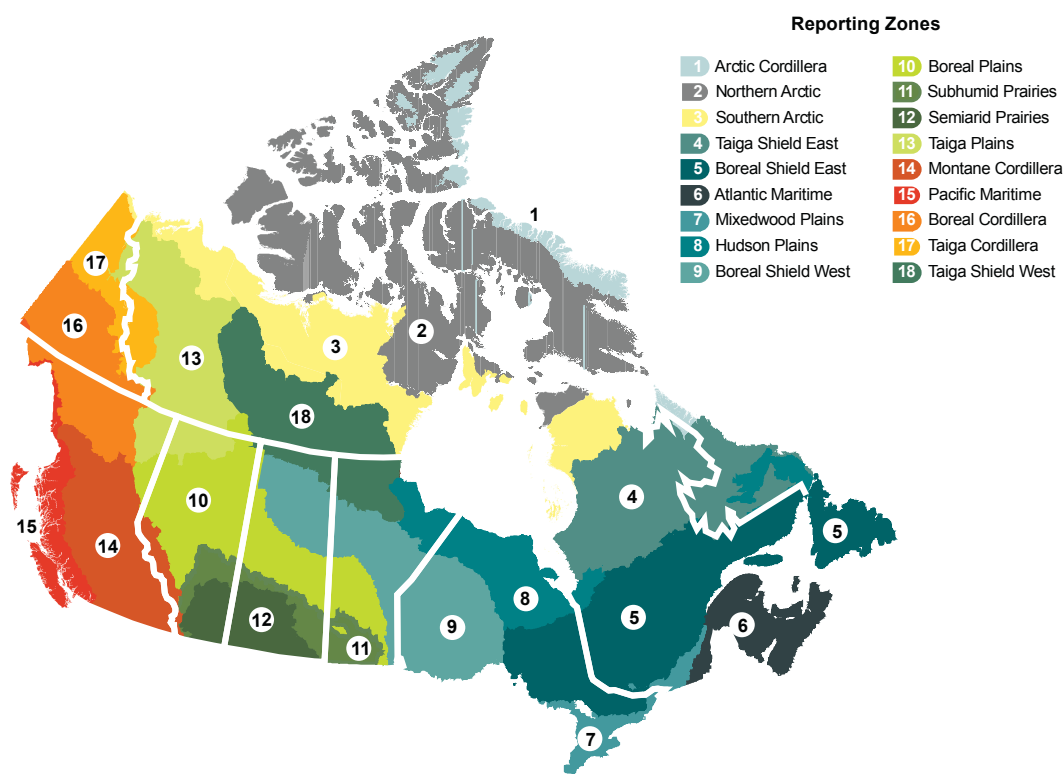 Reporting Zones
1 Arctic Cordillera
2 Northern Arctic
3 Southern Arctic
4 Taiga Shield East
5 Boreal Shield East
6 Atlantic Maritime
7 Mixedwood Plains
8 Hudson Plains
9 Boreal Shield West
10 Boreal Plains
11 Subhumid Prairies
12 Semiarid Prairies
13 Taiga Plains
14 Montane Cordillera
15 Pacific Maritime
16 Boreal Cordillera
17 Taiga Cordillera
18 Taiga Shield West
1
17
16
2
3
13
18
10
4
15
5
14
8
12
5
6
9
11
7